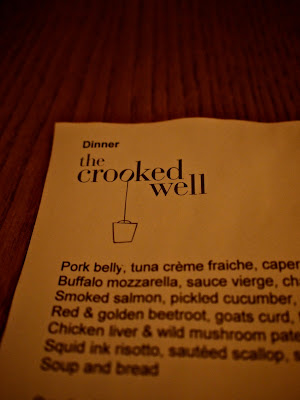 Dinner
the
crooked
well
Pork belly, tuna crème fraiche, caper
Buffalo mozzarella, sauce vierge, ch
Smoked salmon, pickled cucumber,
Red & golden beetroot, goats curd,
Chicken liver & wild mushroom pate
Squid ink risotto, sautéed scallop, s
Soup and bread